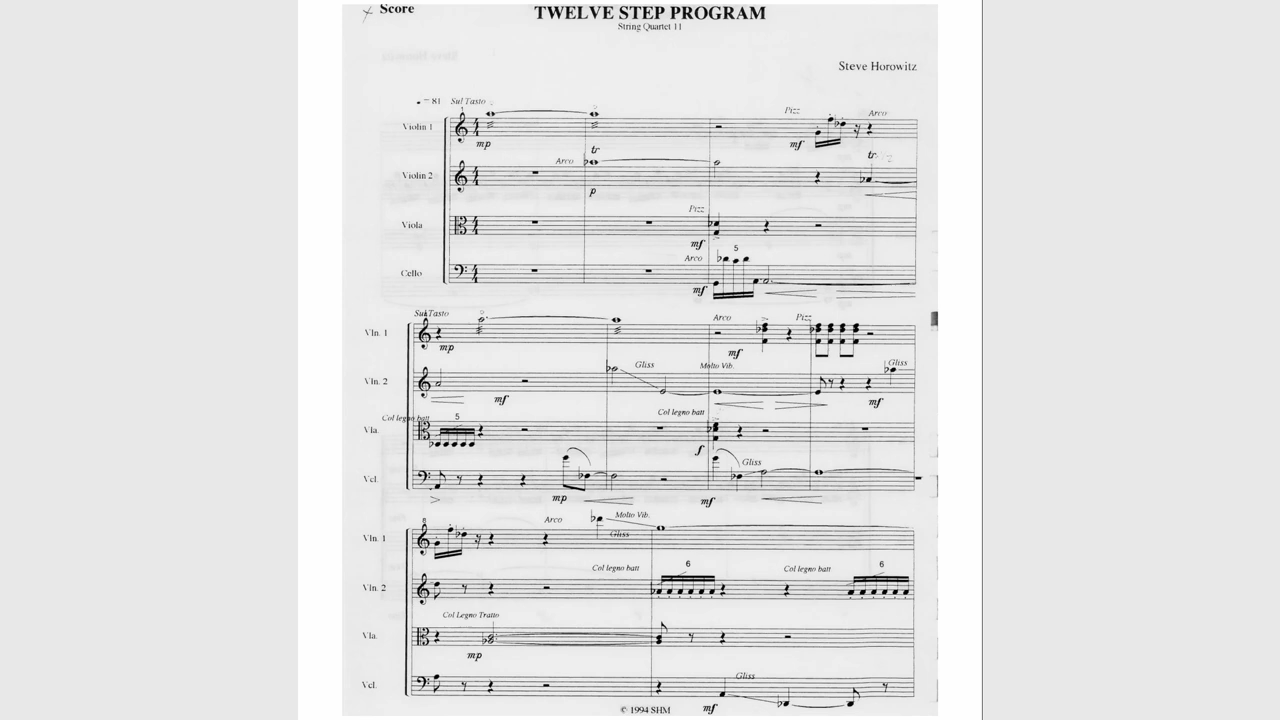 Score
TWELVE STEP PROGRAM
String Quartet 11
Steve Horowitz
= 81 Sul Tasto
Pizz
Arco
Violin 1
mp
mf
tr
tr
Arco
Violin 2
p
Pizz
Viola
mf
5
Arco
Cello
mf
Sul Tasto
Arco
Pizz
Vln. 1
mp
mf
Gliss
Molto Vib.
Gliss
Vln. 2
mf
mf
Col legno batt
5
Col legno batt
Vla.
f
Gliss
Vcl.
mp
mf
8
Arco
Molto Vib.
Gliss
Vln. 1
Col legno batt
6
Col legno batt
6
Vln. 2
Col Legno Tratto
Vla.
mp
Gliss
Vcl.
mf
© 1994 SHM